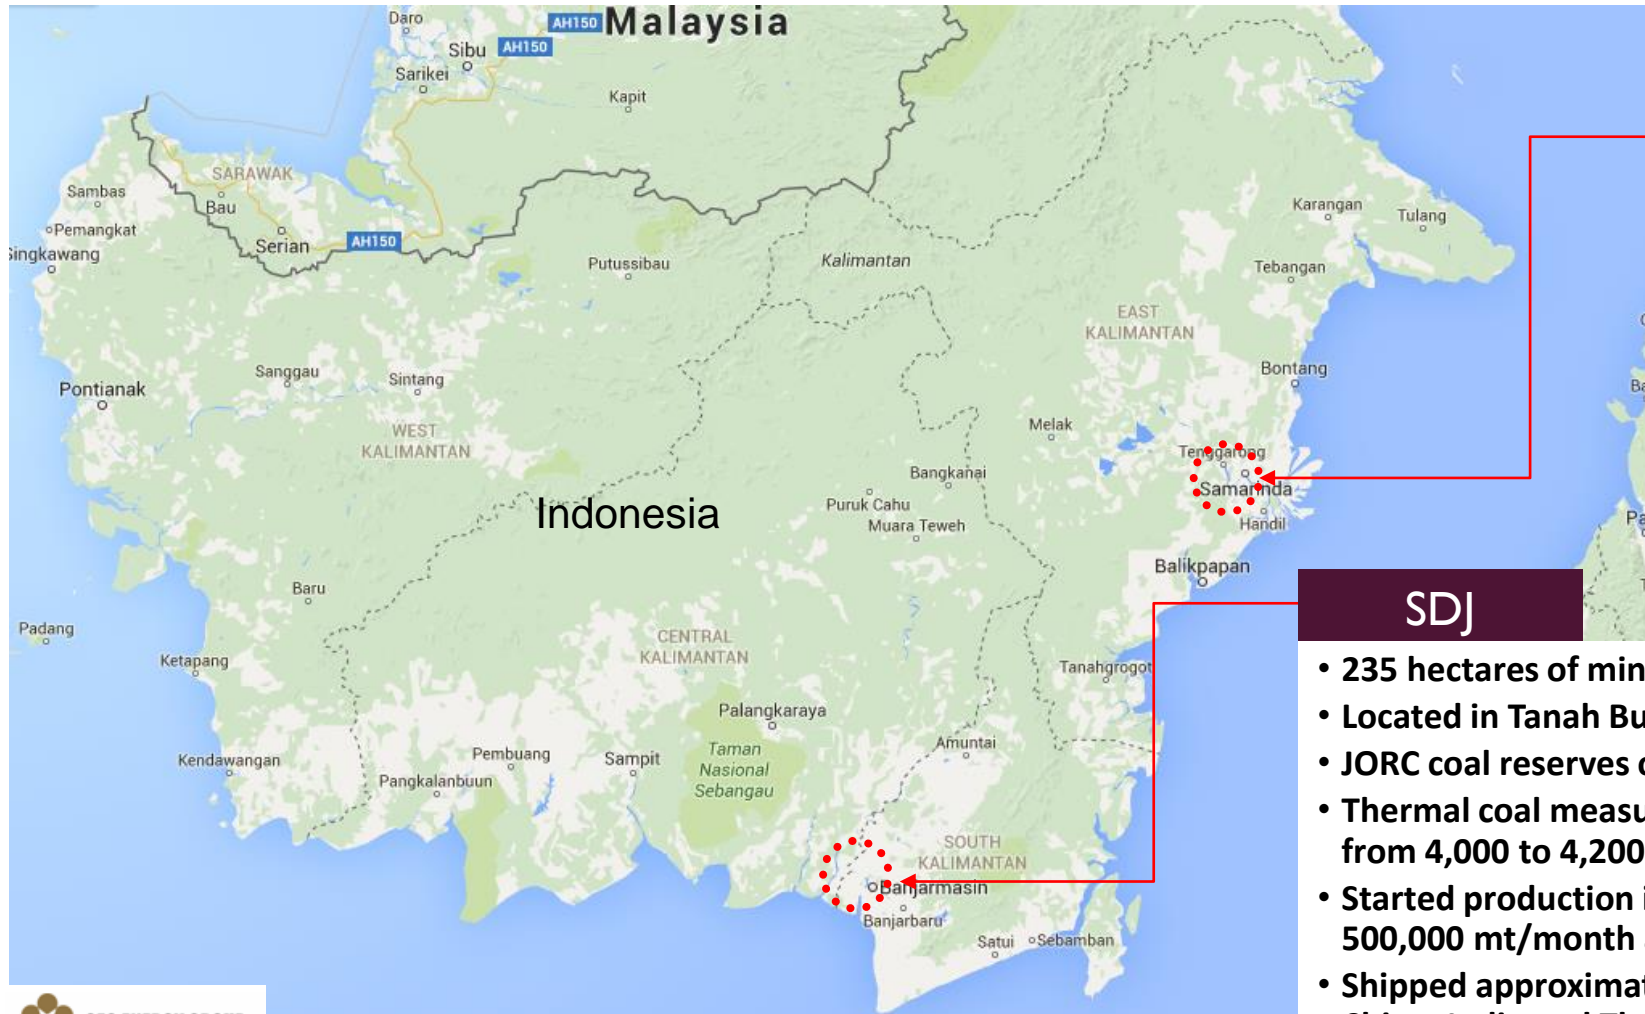 Daro
AH150
Malaysia
Sibu
AH150
Sarikei
Kapit
SARAWAK
Sambas
Bau
Karangan
Tulang
Pemangkat
Serian
AH150
Singkawang
Putussibau
Kalimantan
Tebangan
EAST
KALIMANTAN
Sanggau
Sintang
Bontang
Pontianak
Melak
WEST
KALIMANTAN
Tenggarong
Bangkanai
Samarinda
Indonesia
Puruk Cahu
Muara Teweh
Handil
Balikpapan
Baru
SDJ
Padang
CENTRAL
KALIMANTAN
Ketapang
Tanahgrogot
• 235 hectares of min
Palangkaraya
• Located in Tanah Bu
Kendawangan
Pembuang
Sampit
Taman
Nasional
Sebangau
Amuntai
Pangkalanbuun
• JORC coal reserves
• Thermal coal measu
from 4,000 to 4,200
SOUTH
KALIMANTAN
Banjarmasin
Banjarbaru
• Started production
500,000 mt/month
Satui
Sebamban
• Shipped approximat